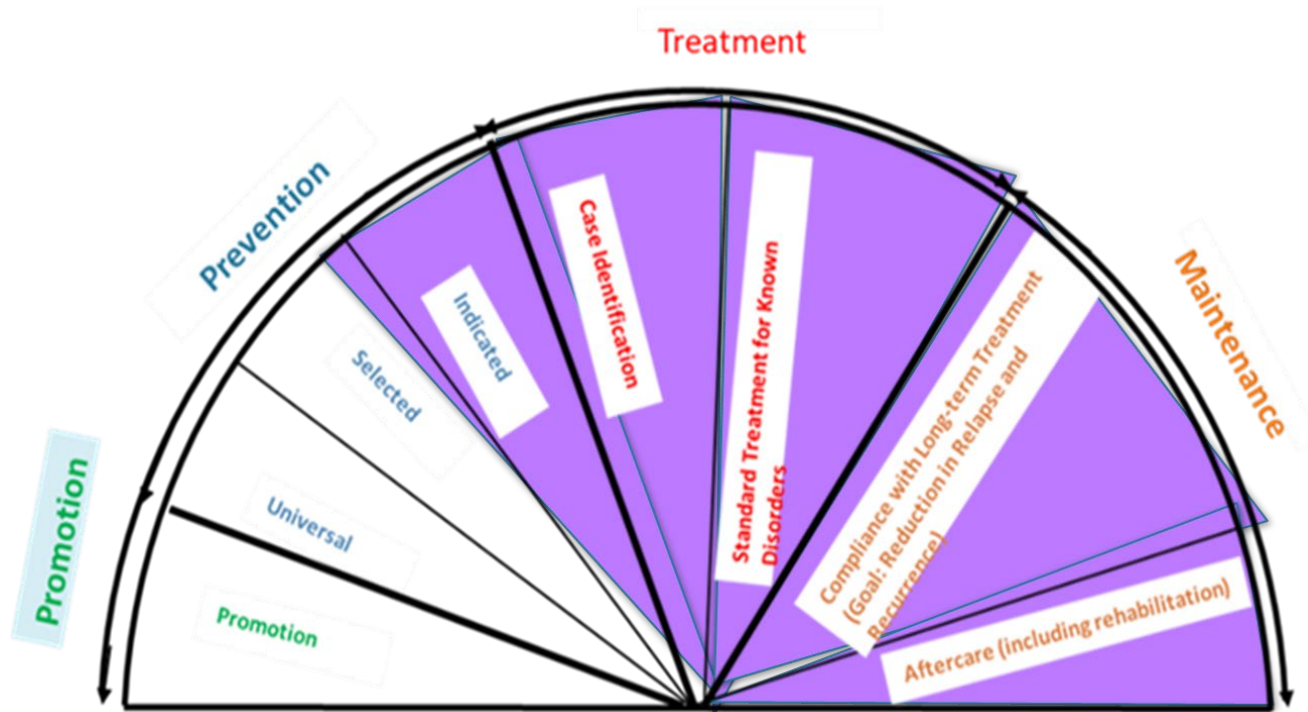 Treatment
Prevention
Maintenance
Promotion
Promotion
Universal
Selected
Indicated
Case Identification
Standard Treatment for Known
Disorders
Compliance with Long-term Treatment
(Goal: Reduction in Relapse and
Recurrence)
Aftercare (including rehabilitation)